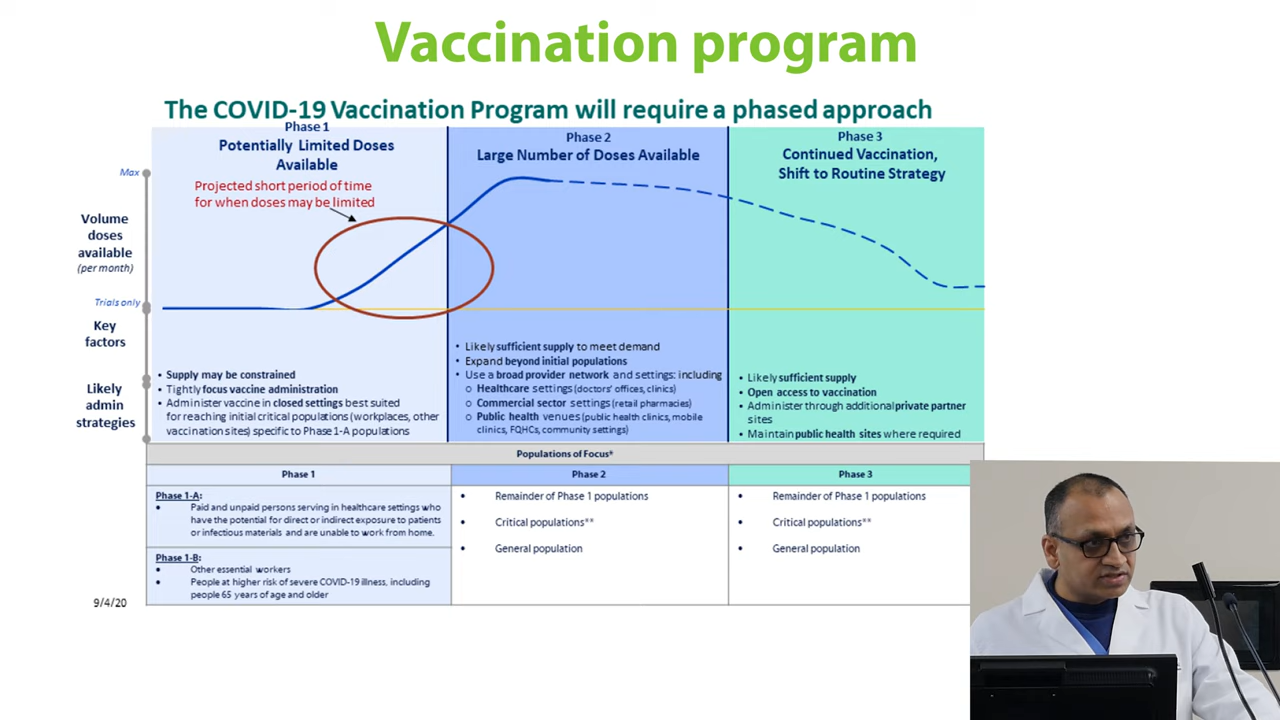 Vaccination program
The COVID-19 Vaccination Program will require a phased approach
Phase 1
Potentially Limited Doses
Available
Projected short period of time
for when doses may be limited
Phase 2
Large Number of Doses Available
Phase 3
Continued Vaccination,
Shift to Routine Strategy
Max
Volume
doses
available
(per month)
Trials only
Key
factors
Likely
admin
strategies
• Supply may be constrained
• Tightly focus vaccine administration
• Administer vaccine in closed settings best suited
for reaching initial critical populations (workplaces, other
vaccination sites) specific to Phase 1-A populations
• Likely sufficient supply to meet demand
• Expand beyond initial populations
• Use a broad provider network and settings: including
o Healthcare settings (doctors' offices, clinics)
o Commercial sector settings (retail pharmacies)
o Public health venues (public health clinics, mobile
clinics, FQHCs, community settings)
• Likely sufficient supply
• Open access to vaccination
• Administer through additional private partner
sites
• Maintain public health sites where required
Populations of Focus*
Phase 1
Phase 2
Phase 3
Phase 1-A:
• Paid and unpaid persons serving in healthcare settings who
have the potential for direct or indirect exposure to patients
or infectious materials and are unable to work from home.
Phase 1-B:
• Other essential workers
• People at higher risk of severe COVID-19 illness, including
people 65 years of age and older
• Remainder of Phase 1 populations
• Critical populations**
• General population
• Remainder of Phase 1 populations
• Critical populations**
• General population
9/4/20